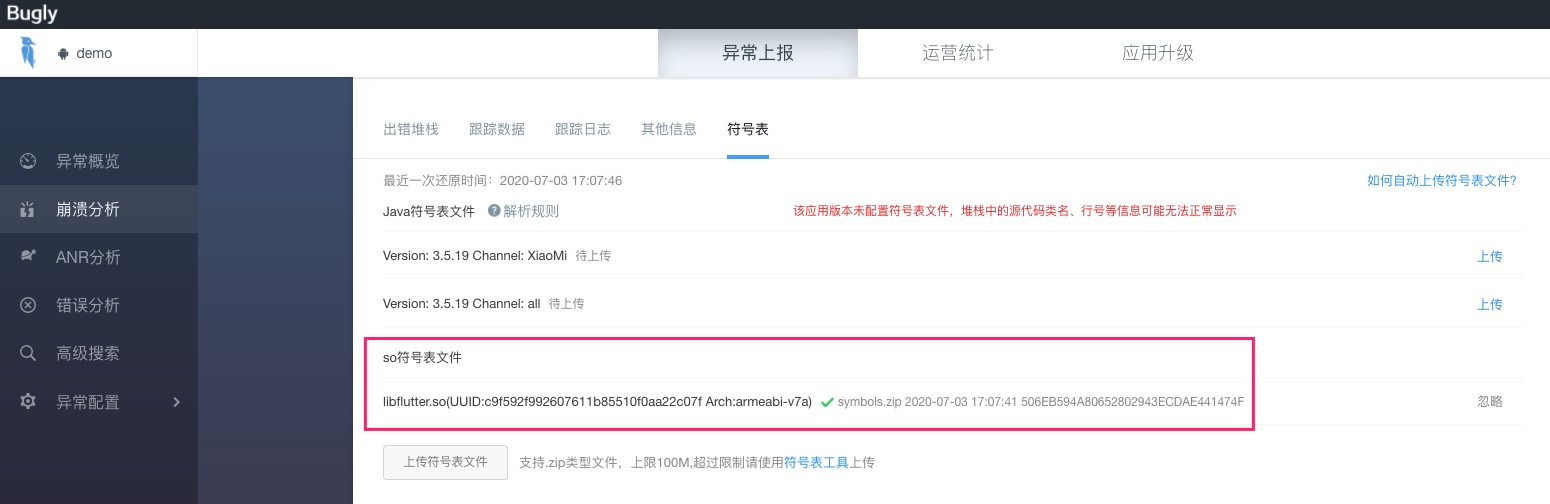 Bugly
demo
异常上报
运营统计
应用升级
异常概览
崩溃分析
ANR分析
错误分析
高级搜索
异常配置
出错堆栈 跟踪数据 跟踪日志 其他信息 符号表
最近一次还原时间：2020-07-03 17:07:46 如何自动上传符号表文件?
Java符号表文件 ? 解析规则 该应用版本未配置符号表文件，堆栈中的源代码类名、行号等信息可能无法正常显示
Version: 3.5.19 Channel: XiaoMi 待上传 上传
Version: 3.5.19 Channel: all 待上传 上传
so符号表文件
libflutter.so(UUID:c9f592f992607611b85510f0aa22c07f Arch:armeabi-v7a) symbols.zip 2020-07-03 17:07:41 506EB594A80652802943ECDAE441474F 忽略
上传符号表文件 支持.zip类型文件，上限100M,超过限制请使用符号表工具上传